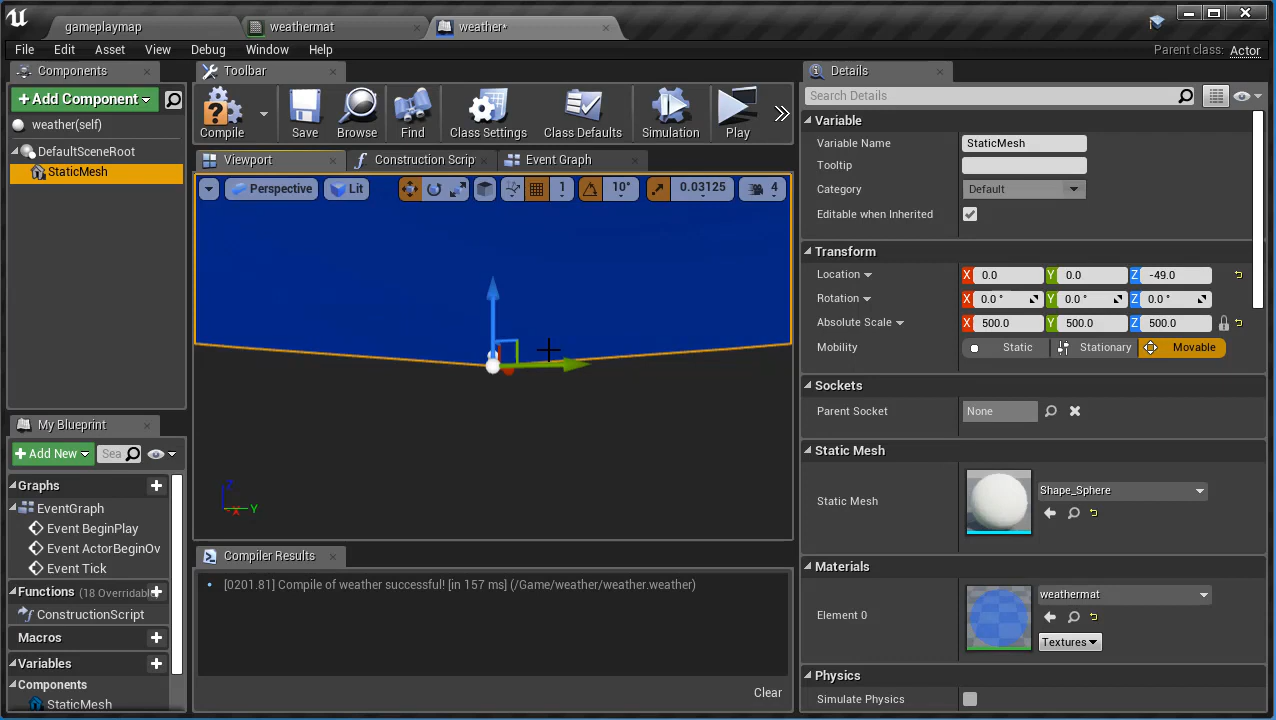 gameplaymap
weathermat
weather*
File Edit Asset View Debug Window Help
Parent class: Actor
Components
Toolbar
Details
Add Component
Compile Save Browse Find Class Settings Class Defaults Simulation Play
Search Details
weather(self)
DefaultSceneRoot
StaticMesh
Viewport
Construction Scrip
Event Graph
Perspective
Lit
1
10°
0.03125
4
Variable
Variable Name StaticMesh
Tooltip
Category Default
Editable when Inherited
Transform
Location X 0.0 Y 0.0 Z -49.0
Rotation X 0.0 ° Y 0.0 ° Z 0.0 °
Absolute Scale X 500.0 Y 500.0 Z 500.0
Mobility Static Stationary Movable
Sockets
Parent Socket None
Static Mesh
Static Mesh Shape_Sphere
Materials
Element 0 weathermat
Textures
Physics
Simulate Physics
My Blueprint
Add New Sea
Graphs
EventGraph
Event BeginPlay
Event ActorBeginOv
Event Tick
Functions (18 Overridab
ConstructionScript
Macros
Variables
Components
StaticMesh
Z
X
Y
Compiler Results
[0201.81] Compile of weather successful! [in 157 ms] (/Game/weather/weather.weather)
Clear